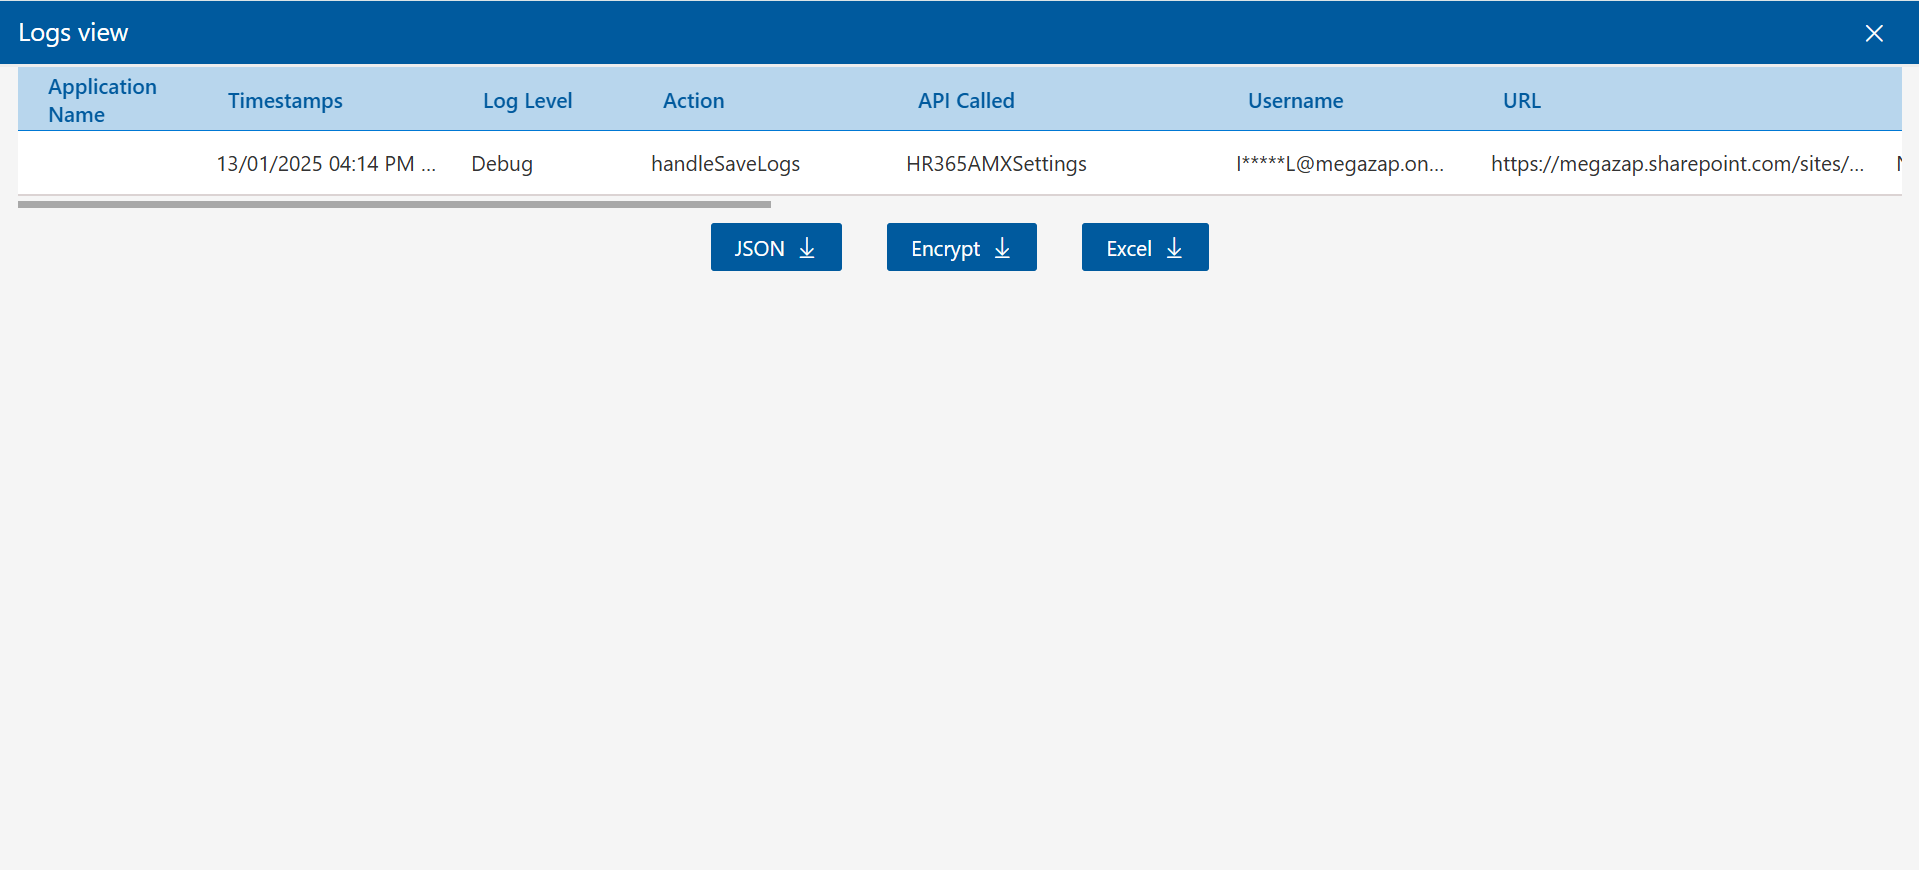 Logs view
Application Name Timestamps Log Level Action API Called Username URL
13/01/2025 04:14 PM ... Debug handleSaveLogs HR365AMXSettings I*****L@megazap.on... https://megazap.sharepoint.com/sites/...
JSON Encrypt Excel